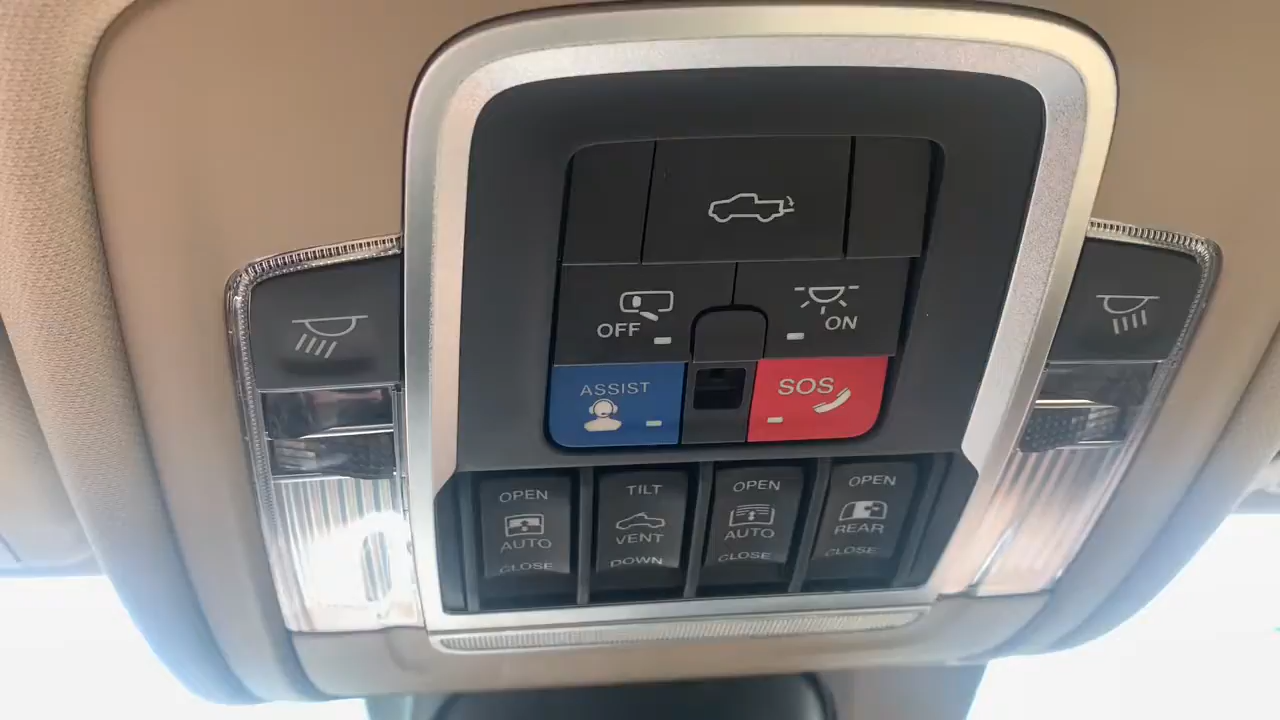 OFF
ON
ASSIST
SOS
OPEN
AUTO
CLOSE
TILT
VENT
DOWN
OPEN
AUTO
CLOSE
OPEN
REAR
CLOSE